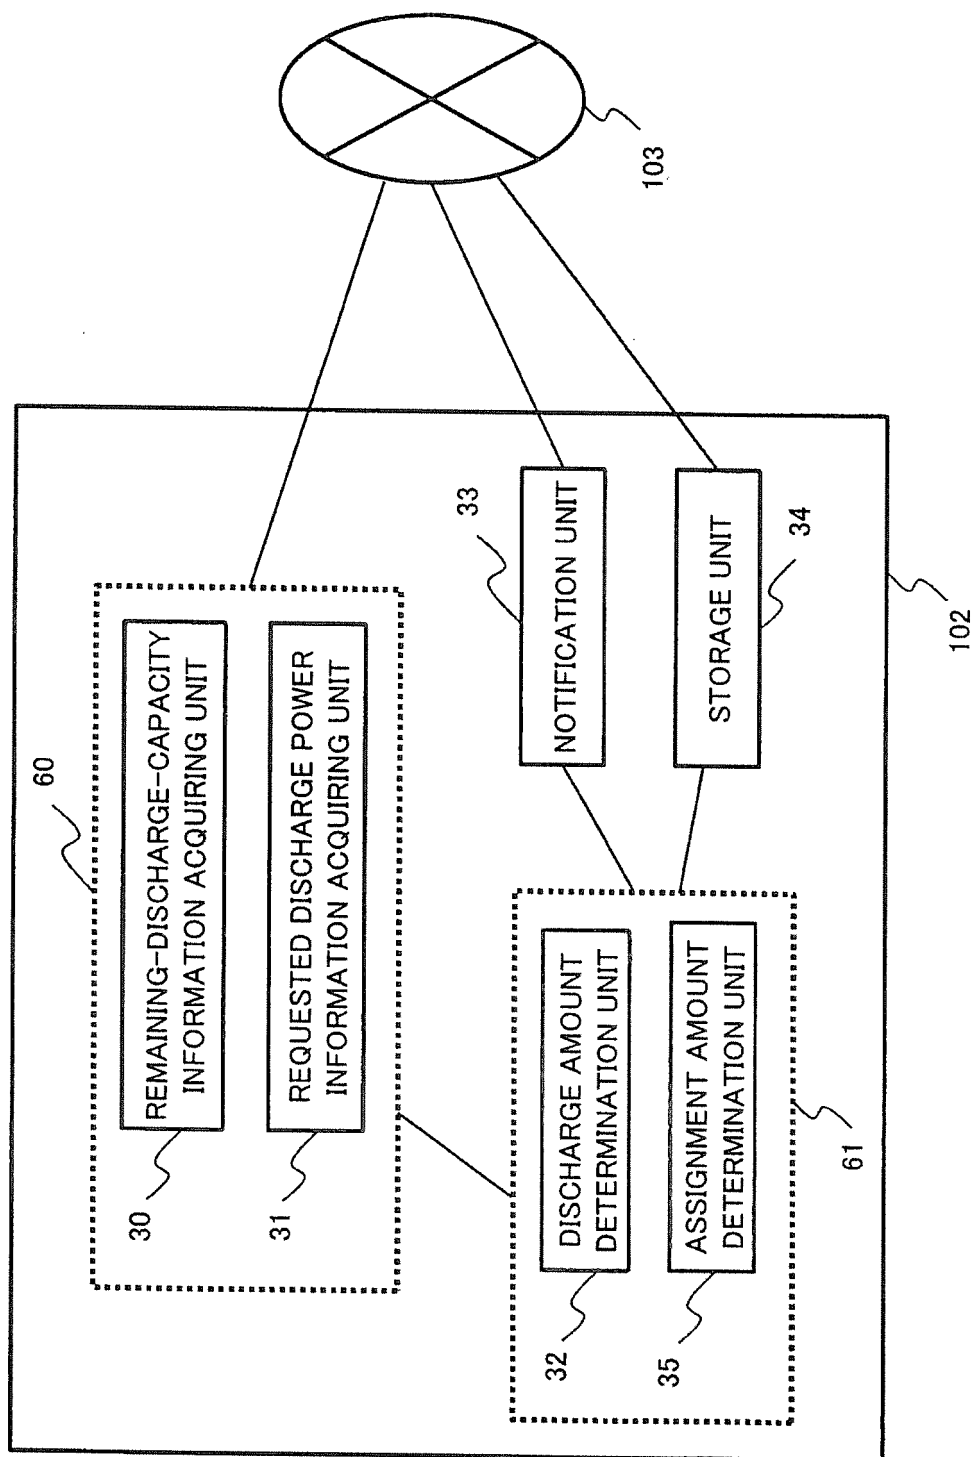 60
REMAINING-DISCHARGE-CAPACITY
INFORMATION ACQUIRING UNIT
30
REQUESTED DISCHARGE POWER
INFORMATION ACQUIRING UNIT
31
103
33
NOTIFICATION UNIT
STORAGE UNIT
34
DISCHARGE AMOUNT
DETERMINATION UNIT
32
ASSIGNMENT AMOUNT
DETERMINATION UNIT
35
61
102